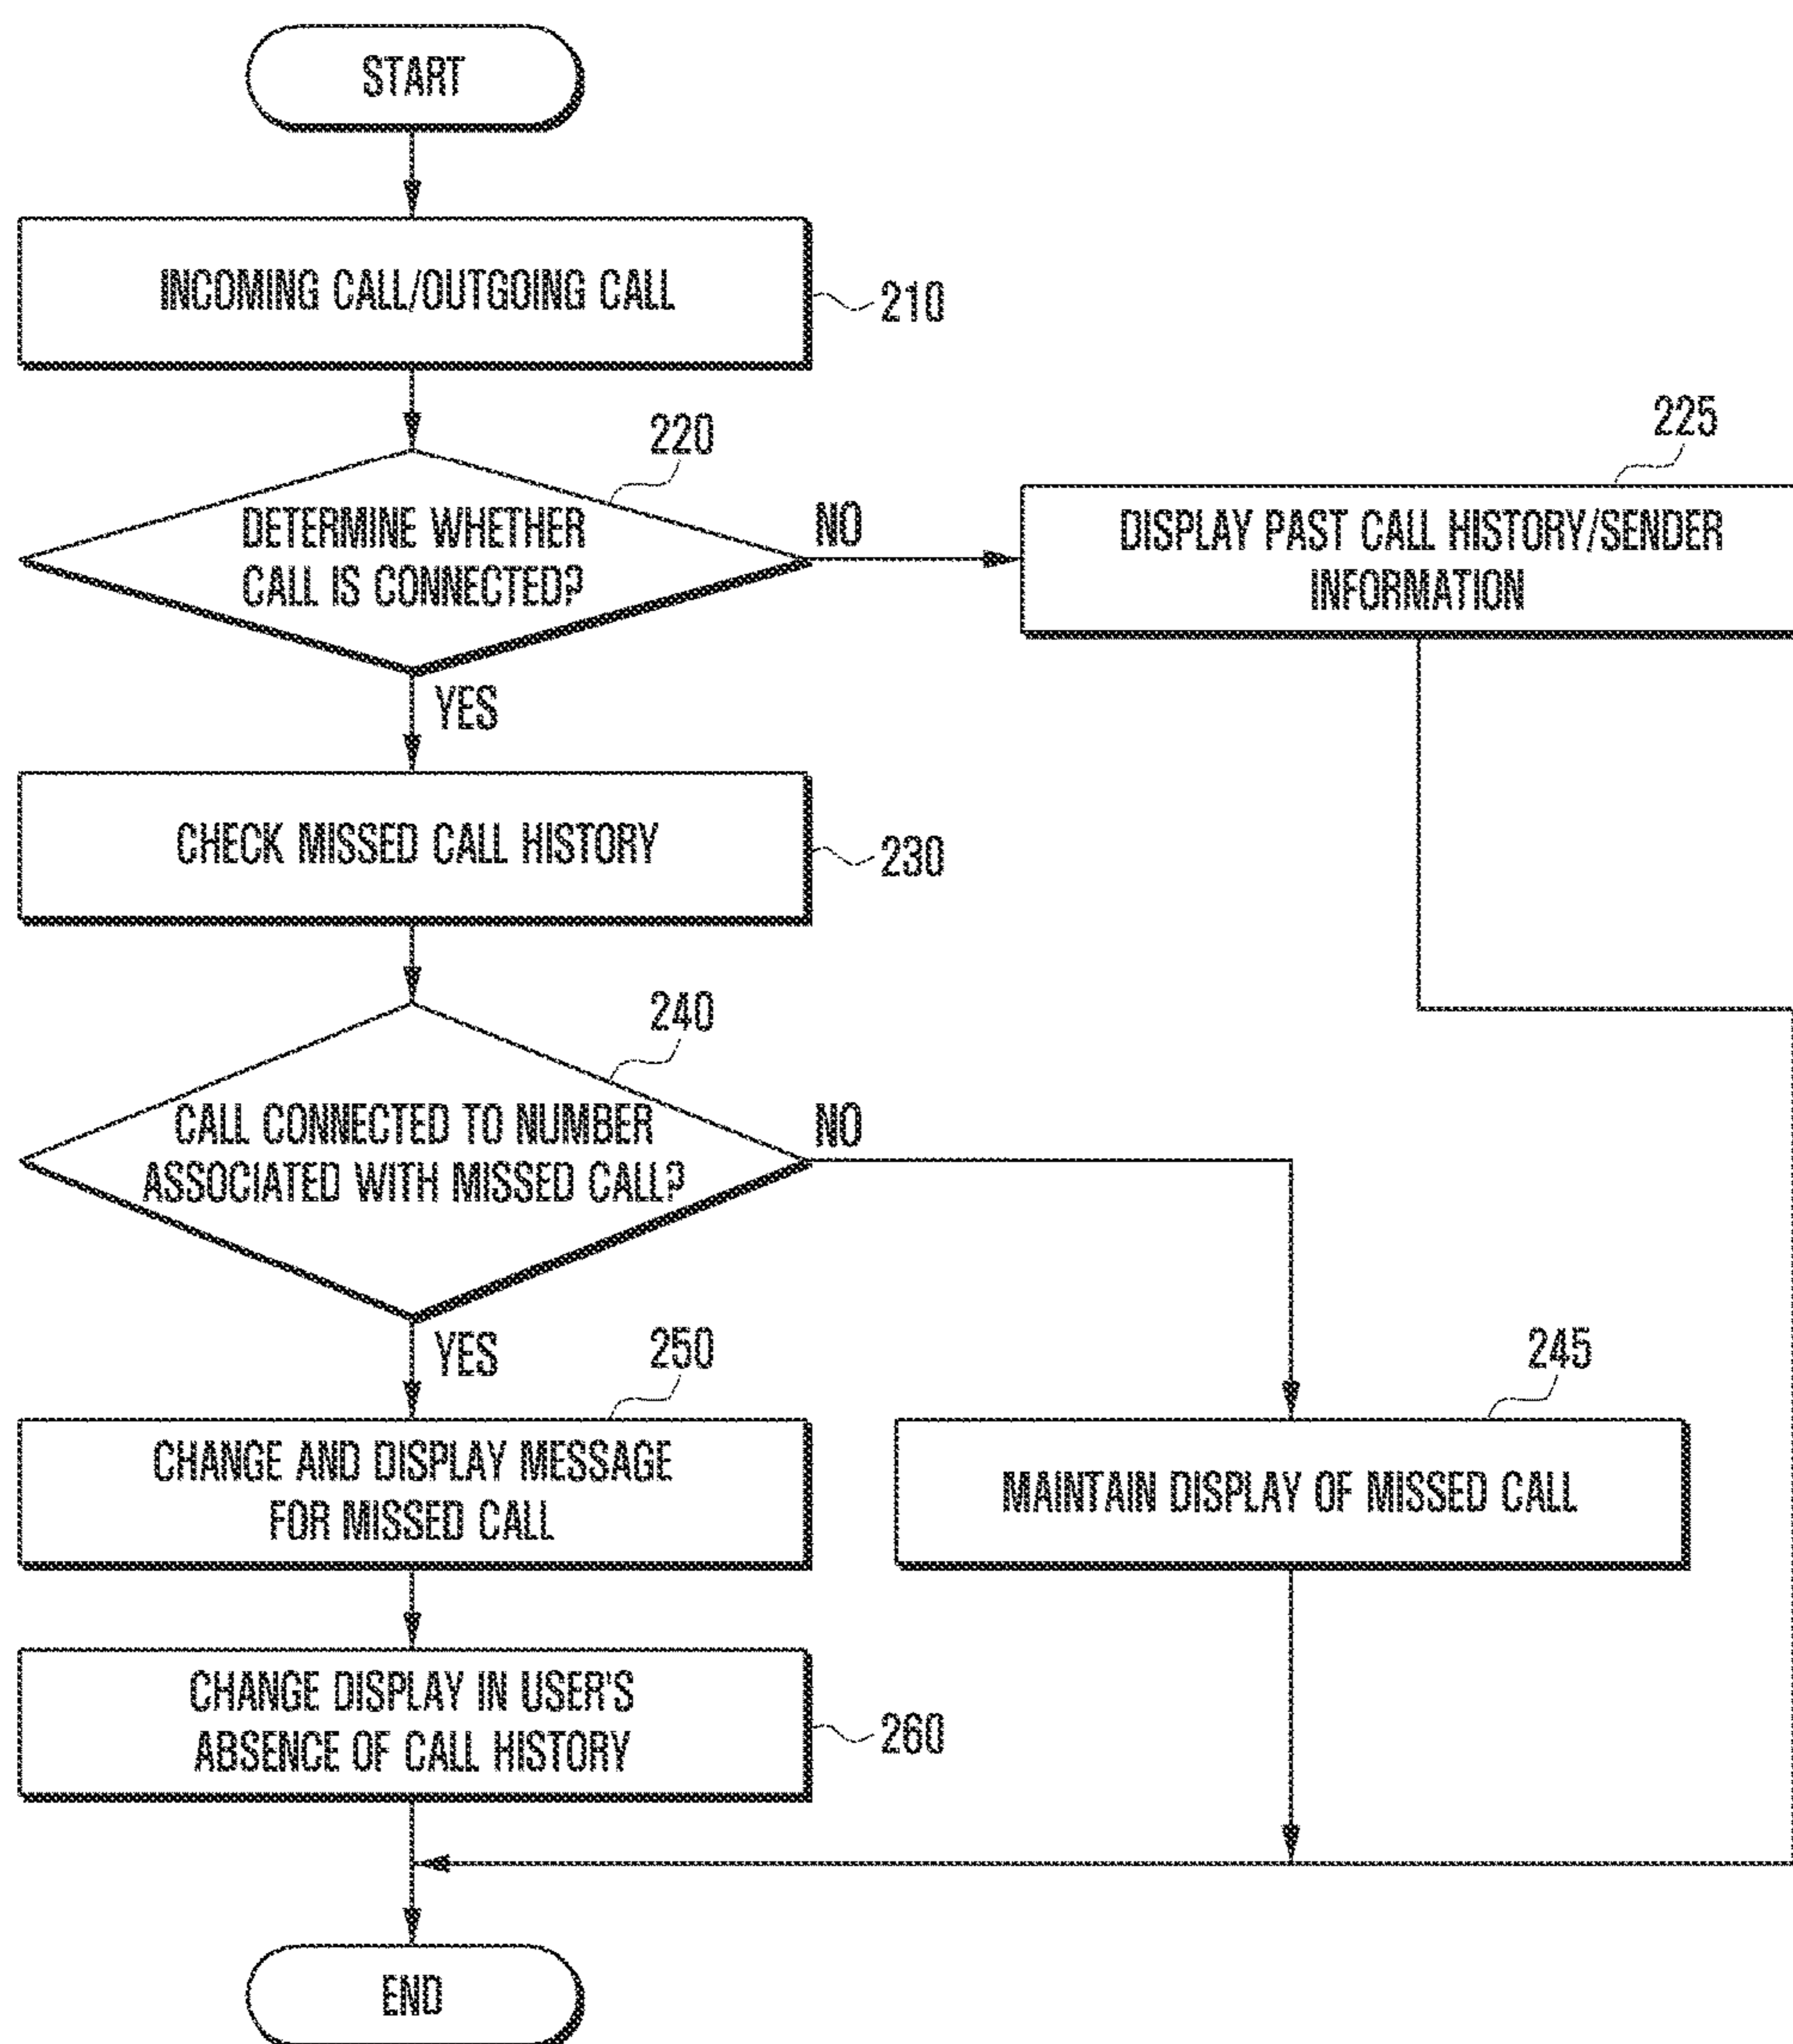 START
INCOMING CALL/OUTGOING CALL
210
220
DETERMINE WHETHER
CALL IS CONNECTED?
NO
YES
225
DISPLAY PAST CALL HISTORY/SENDER
INFORMATION
CHECK MISSED CALL HISTORY
230
240
CALL CONNECTED TO NUMBER
ASSOCIATED WITH MISSED CALL?
NO
YES
250
CHANGE AND DISPLAY MESSAGE
FOR MISSED CALL
245
MAINTAIN DISPLAY OF MISSED CALL
CHANGE DISPLAY IN USER'S
ABSENCE OF CALL HISTORY
260
END